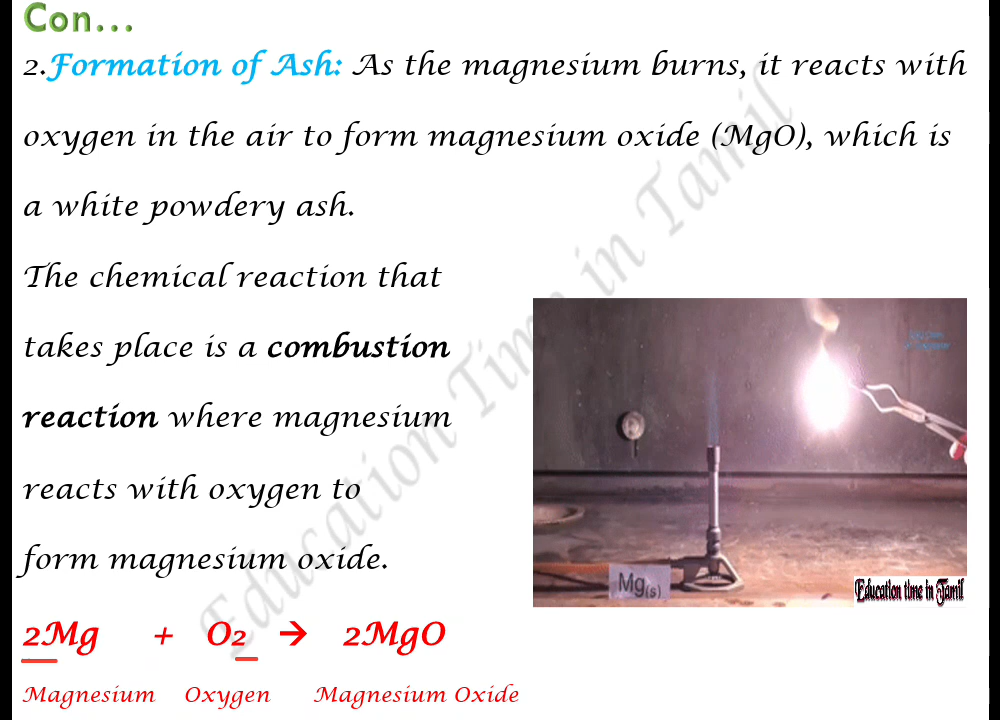 Con...
2.Formation of Ash: As the magnesium burns, it reacts with
oxygen in the air to form magnesium oxide (MgO), which is
a white powdery ash.
The chemical reaction that
takes place is a combustion
reaction where magnesium
reacts with oxygen to
form magnesium oxide.
2Mg + O2 → 2MgO
Magnesium Oxygen Magnesium Oxide
Mg(s)
Education time in Tamil
Education Time in Tamil